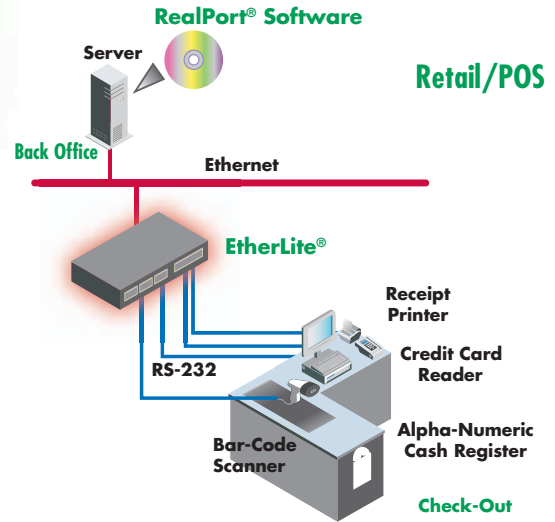 RealPort® Software
Server
Retail/POS
Back Office
Ethernet
EtherLite®
Receipt
Printer
RS-232
Credit Card
Reader
Bar-Code
Scanner
Alpha-Numeric
Cash Register
Check-Out